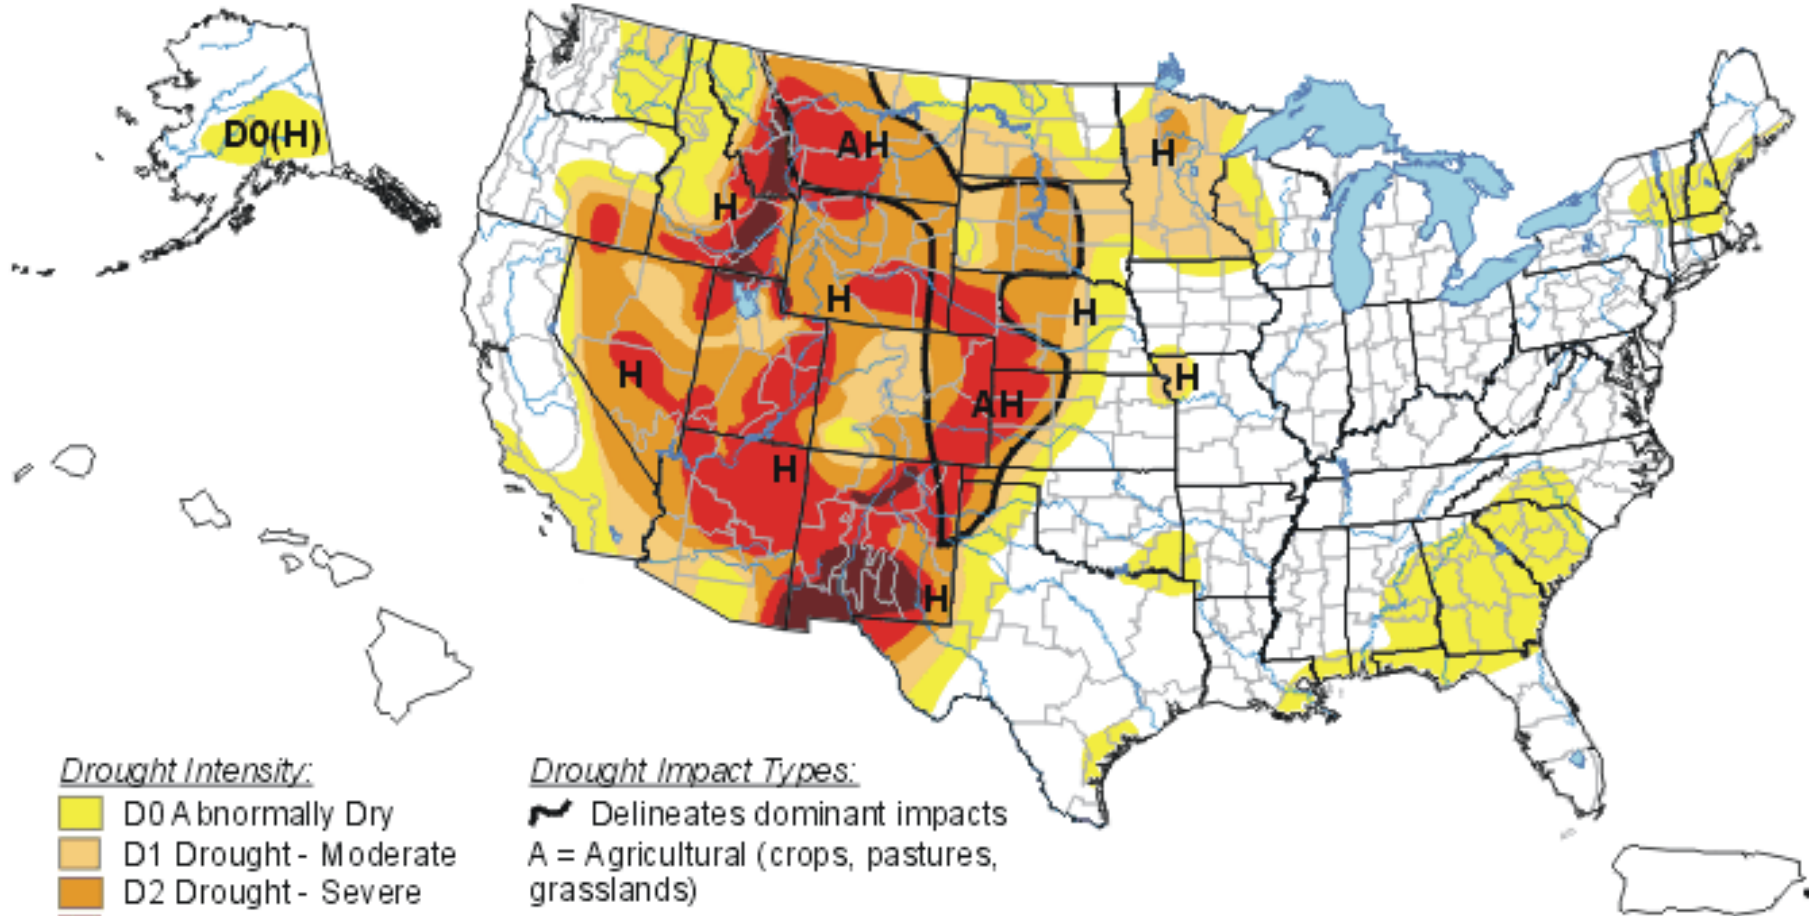 D0(H)
AH
H
H
H
H
H
H
AH
H
H
Drought Intensity:
D0 Abnormally Dry
D1 Drought - Moderate
D2 Drought - Severe
Drought Impact Types:
Delineates dominant impacts
A = Agricultural (crops, pastures,
grasslands)